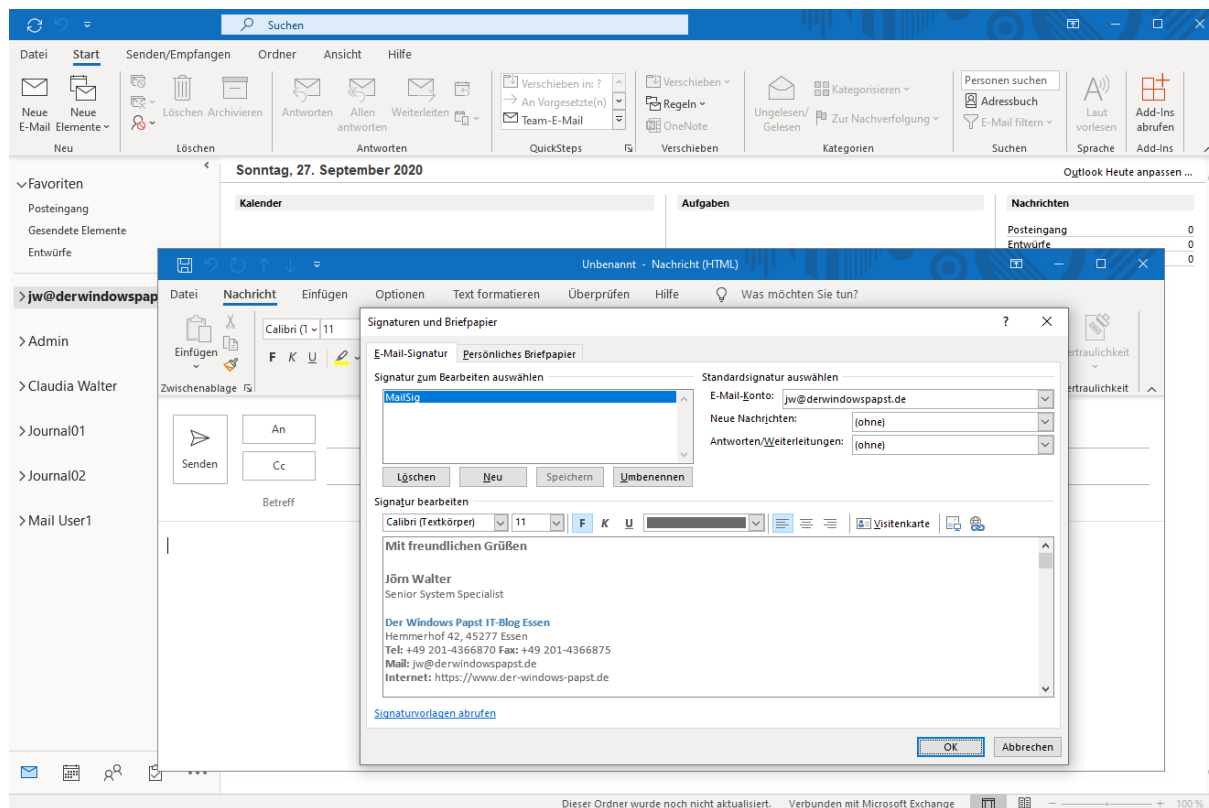 Suchen
Datei Start Senden/Empfangen Ordner Ansicht Hilfe
Neue E-Mail
Neue Elemente
Löschen Archivieren
Antworten
Allen antworten
Weiterleiten
Verschieben in: ?
An Vorgesetzte(n)
Team-E-Mail
Verschieben
Regeln
OneNote
Ungelesen/ Gelesen
Kategorisieren
Zur Nachverfolgung
Personen suchen
Adressbuch
E-Mail filtern
Laut vorlesen
Add-Ins abrufen
Neu Löschen Antworten QuickSteps Verschieben Kategorien Suchen Sprache Add-Ins
Favoriten
Posteingang
Gesendete Elemente
Entwürfe
jw@derwindowspap
Admin
Claudia Walter
Journal01
Journal02
Mail User1
Sonntag, 27. September 2020
Outlook Heute anpassen ...
Kalender Aufgaben Nachrichten
Posteingang 0
Entwürfe 0
0
Unbenannt - Nachricht (HTML)
Datei Nachricht Einfügen Optionen Text formatieren Überprüfen Hilfe Was möchten Sie tun?
Einfügen
Calibri (T 11
F K U
Zwischenablage
ertraulichkeit
ertraulichkeit
Senden
An
Cc
Betreff
Signaturen und Briefpapier ?
E-Mail-Signatur Persönliches Briefpapier
Signatur zum Bearbeiten auswählen
MailSig
Löschen Neu Speichern Umbenennen
Standardsignatur auswählen
E-Mail-Konto: jw@derwindowspapst.de
Neue Nachrichten: (ohne)
Antworten/Weiterleitungen: (ohne)
Signatur bearbeiten
Calibri (Textkörper) 11 F K U Visitenkarte
Mit freundlichen Grüßen
Jörn Walter
Senior System Specialist
Der Windows Papst IT-Blog Essen
Hemmerhof 42, 45277 Essen
Tel: +49 201-4366870 Fax: +49 201-4366875
Mail: jw@derwindowspapst.de
Internet: https://www.der-windows-papst.de
Signaturvorlagen abrufen
OK Abbrechen
Dieser Ordner wurde noch nicht aktualisiert. Verbunden mit Microsoft Exchange 100 %